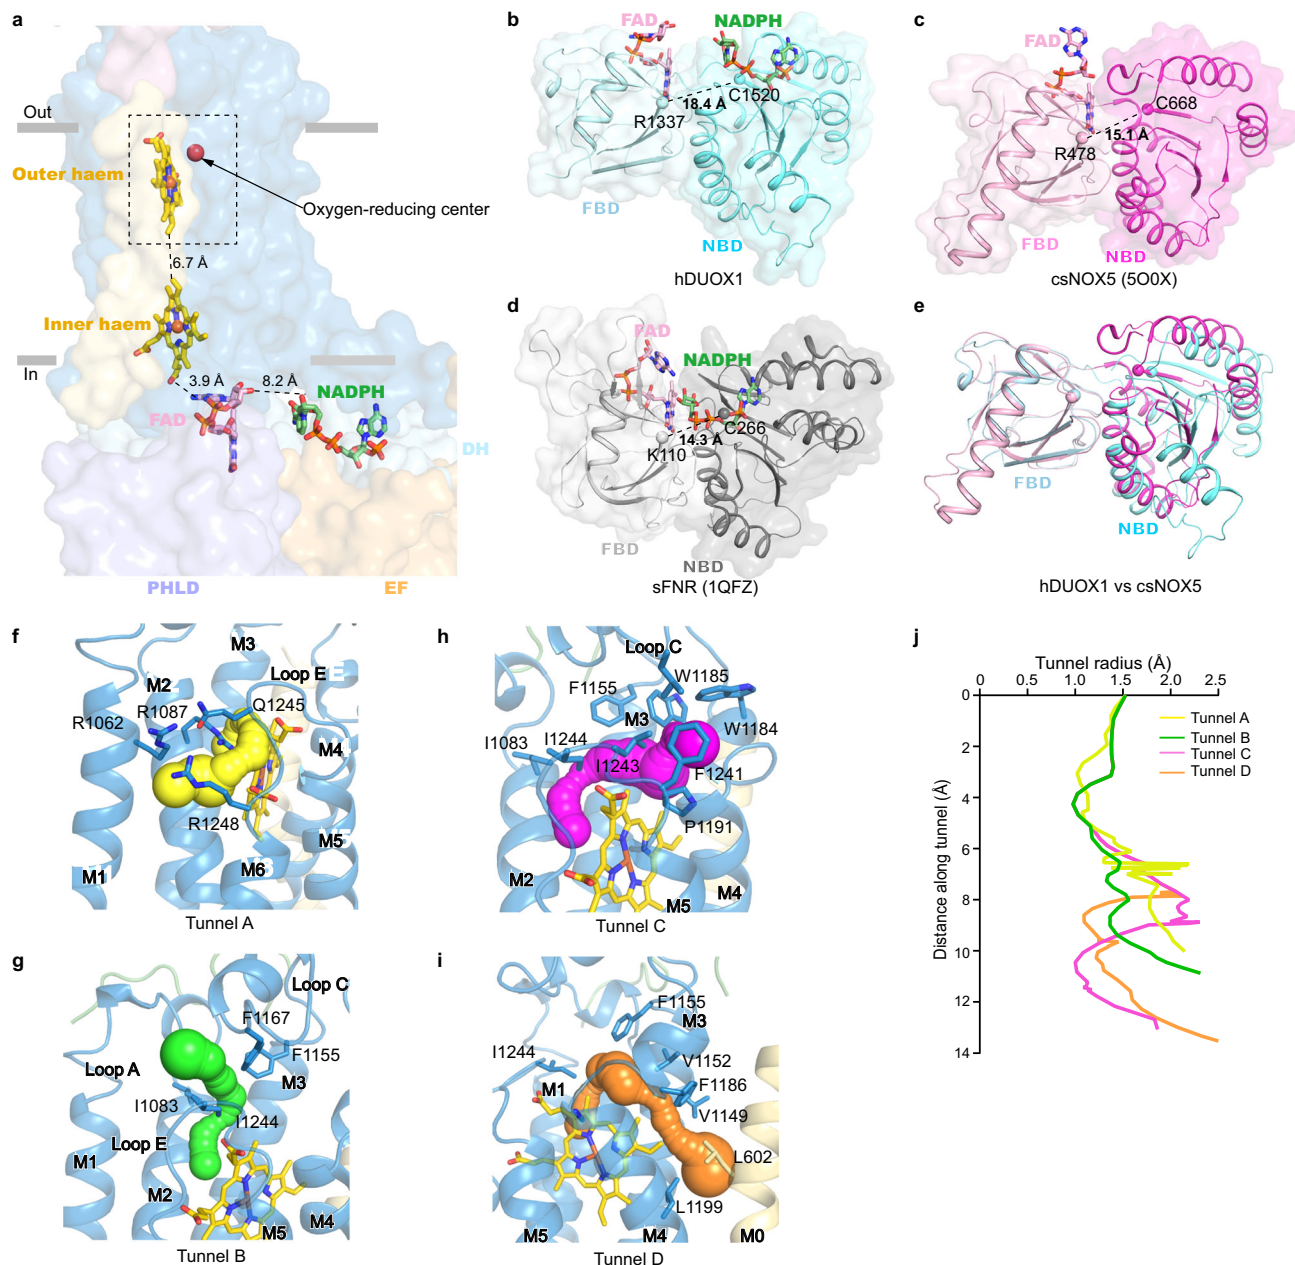 a
Out
Outer haem
Oxygen-reducing center
6.7 Å
Inner haem
In
3.9 Å
8.2 Å
FAD
NADPH
DH
PHLD
EF
b
FAD
NADPH
18.4 Å
C1520
R1337
FBD
NBD
hDUOX1
c
FAD
C668
15.1 Å
R478
FBD
NBD
csNOX5 (5O0X)
d
FAD
NADPH
C266
14.3 Å
K110
FBD
NBD
sFNR (1QFZ)
e
FBD
NBD
hDUOX1 vs csNOX5
f
M3
Loop E
M2
R1087
Q1245
R1062
M4
R1248
M5
M1
M6
Tunnel A
g
Loop C
F1167
F1155
Loop A
M3
I1083
I1244
Loop E
M1
M2
M4
M5
Tunnel B
h
Loop C
W1185
F1155
M3
W1184
I1244
I1083
I1243
F1241
P1191
M2
M4
M5
Tunnel C
i
F1155
M3
I1244
V1152
M1
F1186
V1149
L602
L1199
M5
M4
M0
Tunnel D
j
Tunnel radius (Å)
0 0.5 1.0 1.5 2.0 2.5
0
2
4
6
8
10
12
14
Distance along tunnel (Å)
Tunnel A
Tunnel B
Tunnel C
Tunnel D